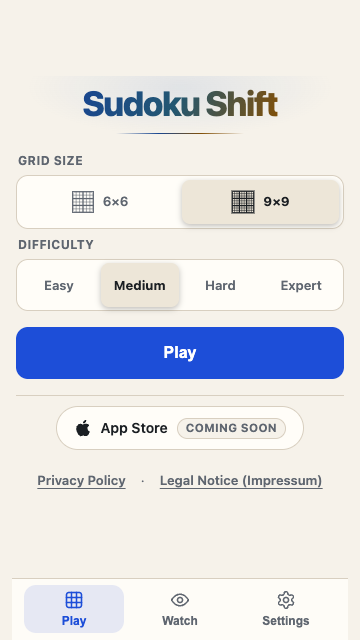 Sudoku Shift
GRID SIZE
6×6
9×9
DIFFICULTY
Easy
Medium
Hard
Expert
Play
App Store COMING SOON
Privacy Policy · Legal Notice (Impressum)
Play
Watch
Settings